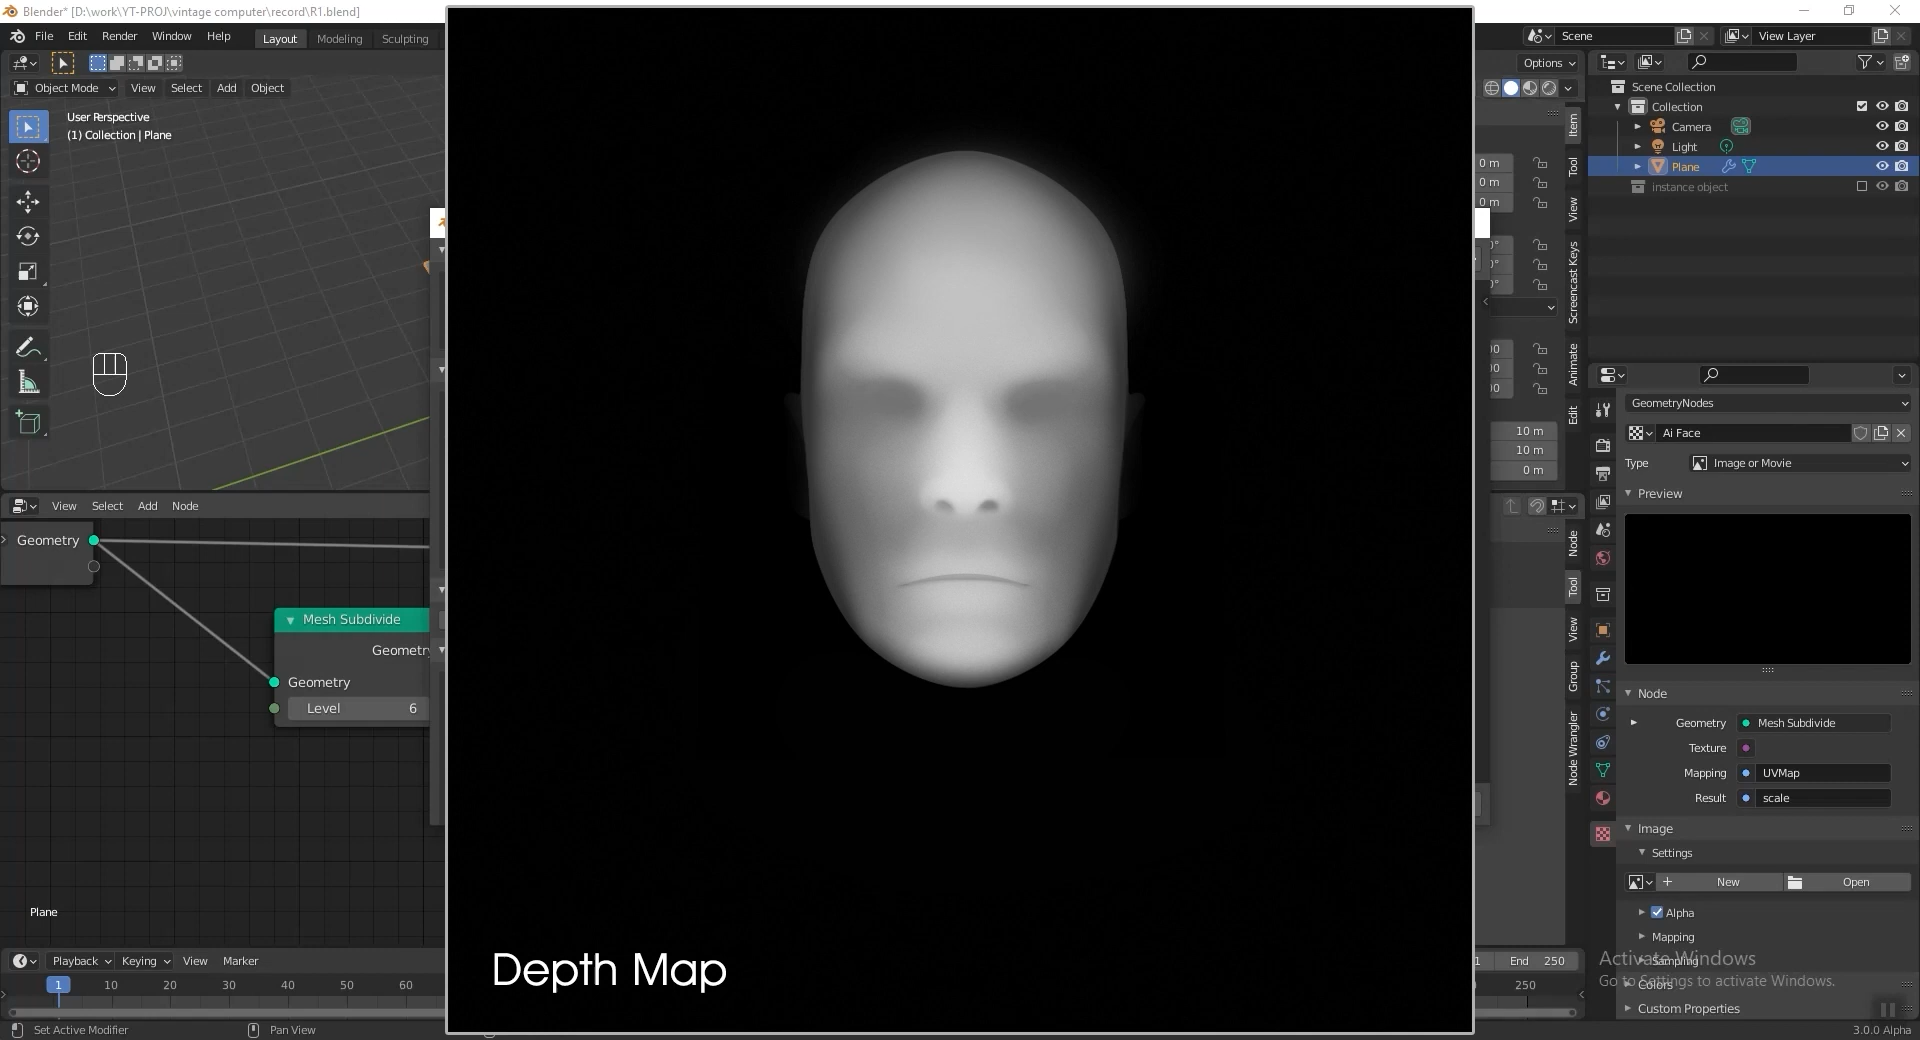 Blender* [D:\work\YT-PROJ\vintage computer\record\R1.blend]
File Edit Render Window Help Layout Modeling Sculpting Scene View Layer
Options
Object Mode View Select Add Object
User Perspective
(1) Collection | Plane
Scene Collection
Collection
Camera
Light
Plane
instance object
Item
Tool
View
Screencast Keys
Animate
Edit
0 m
0 m
0 m
10 m
10 m
0 m
GeometryNodes
Ai Face
Type Image or Movie
Preview
View Select Add Node
Geometry
Mesh Subdivide
Geometry
Level 6
Plane
Depth Map
Node
Tool
View
Group
Node Wrangler
Node
Geometry Mesh Subdivide
Texture
Mapping UVMap
Result scale
Image
Settings
New Open
Alpha
Mapping
Sampling
Colors
Custom Properties
Activate Windows
Go to Settings to activate Windows.
Playback Keying View Marker
1 End 250
1 10 20 30 40 50 60 250
Set Active Modifier Pan View
3.0.0 Alpha